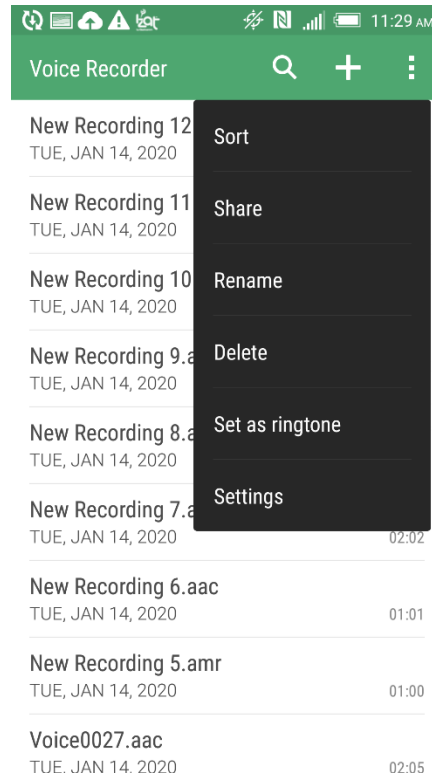 11:29 AM
Voice Recorder
New Recording 12
TUE, JAN 14, 2020
New Recording 11
TUE, JAN 14, 2020
New Recording 10
TUE, JAN 14, 2020
New Recording 9.a
TUE, JAN 14, 2020
New Recording 8.a
TUE, JAN 14, 2020
New Recording 7.a
TUE, JAN 14, 2020 02:02
New Recording 6.aac
TUE, JAN 14, 2020 01:01
New Recording 5.amr
TUE, JAN 14, 2020 01:00
Voice0027.aac
TUE, JAN 14, 2020 02:05
Sort
Share
Rename
Delete
Set as ringtone
Settings